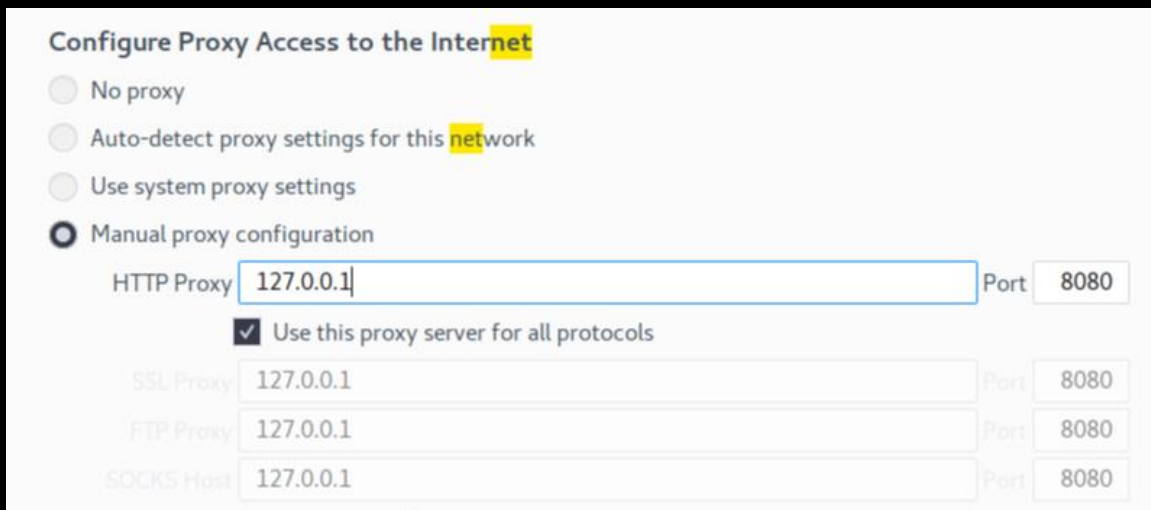 Configure Proxy Access to the Internet
No proxy
Auto-detect proxy settings for this network
Use system proxy settings
Manual proxy configuration
HTTP Proxy 127.0.0.1 Port 8080
Use this proxy server for all protocols
SSL Proxy 127.0.0.1 Port 8080
FTP Proxy 127.0.0.1 Port 8080
SOCKS Host 127.0.0.1 Port 8080